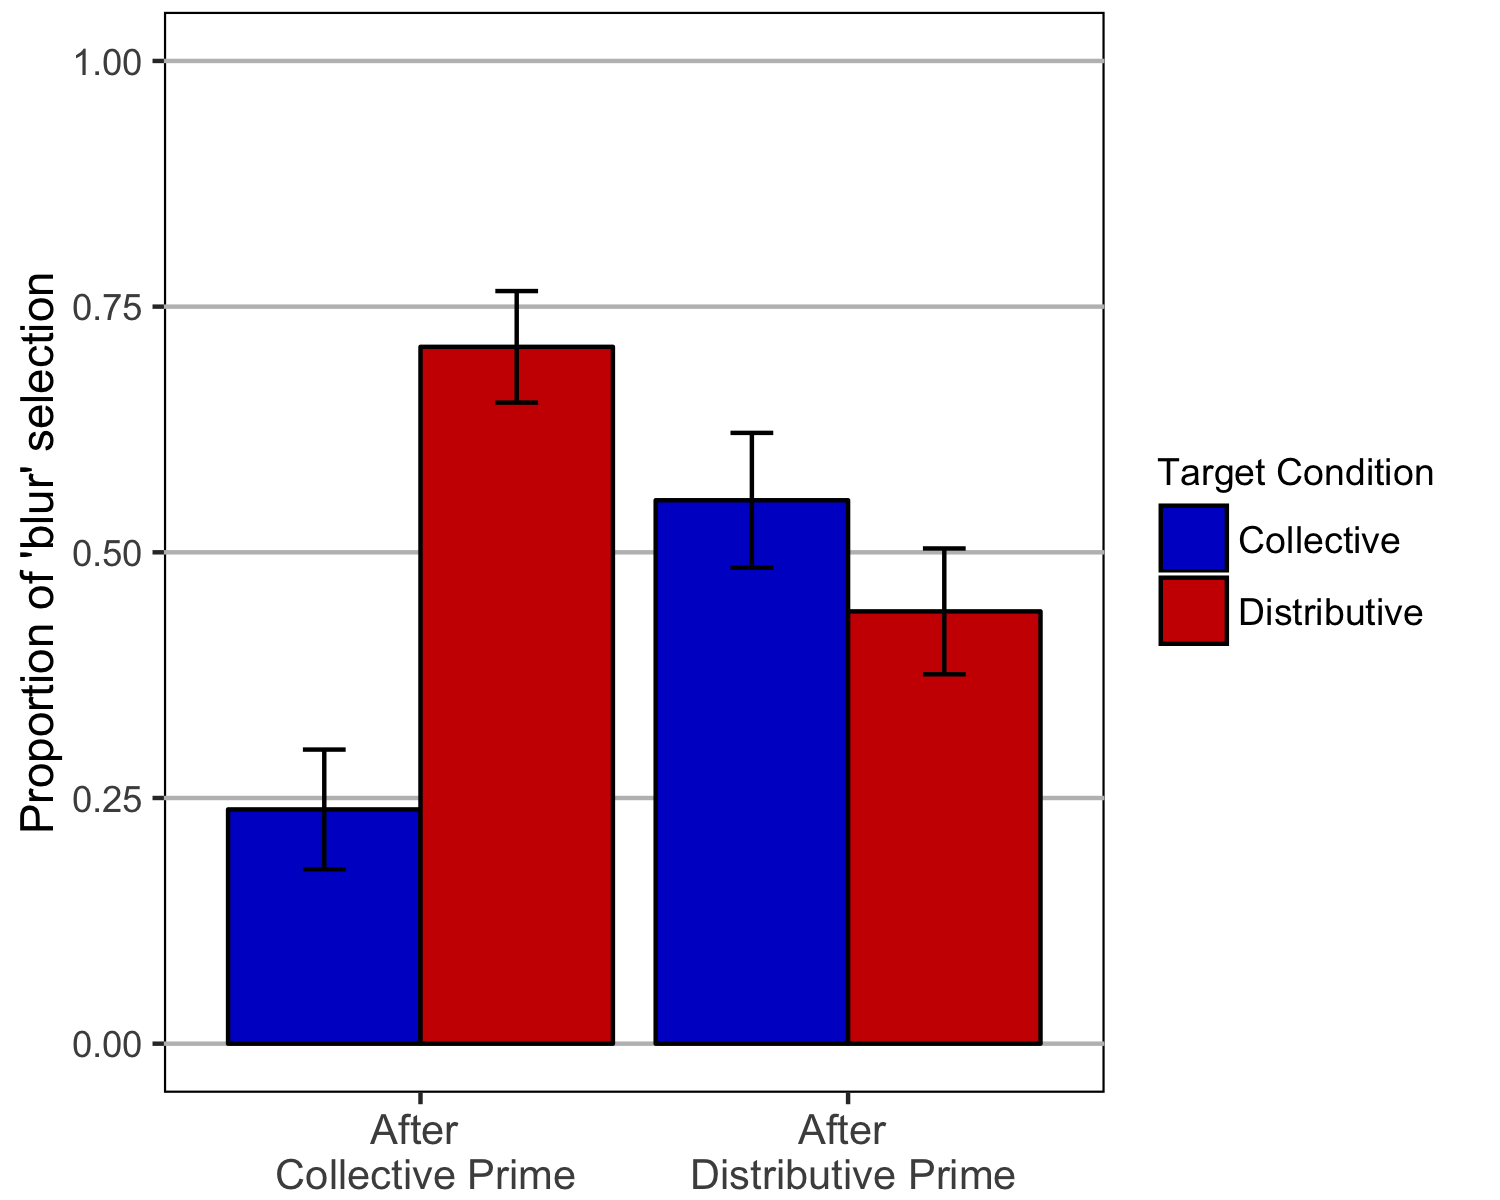 Proportion of 'blur' selection
1.00
0.75
0.50
0.25
0.00
After
Collective Prime
After
Distributive Prime
Target Condition
Collective
Distributive